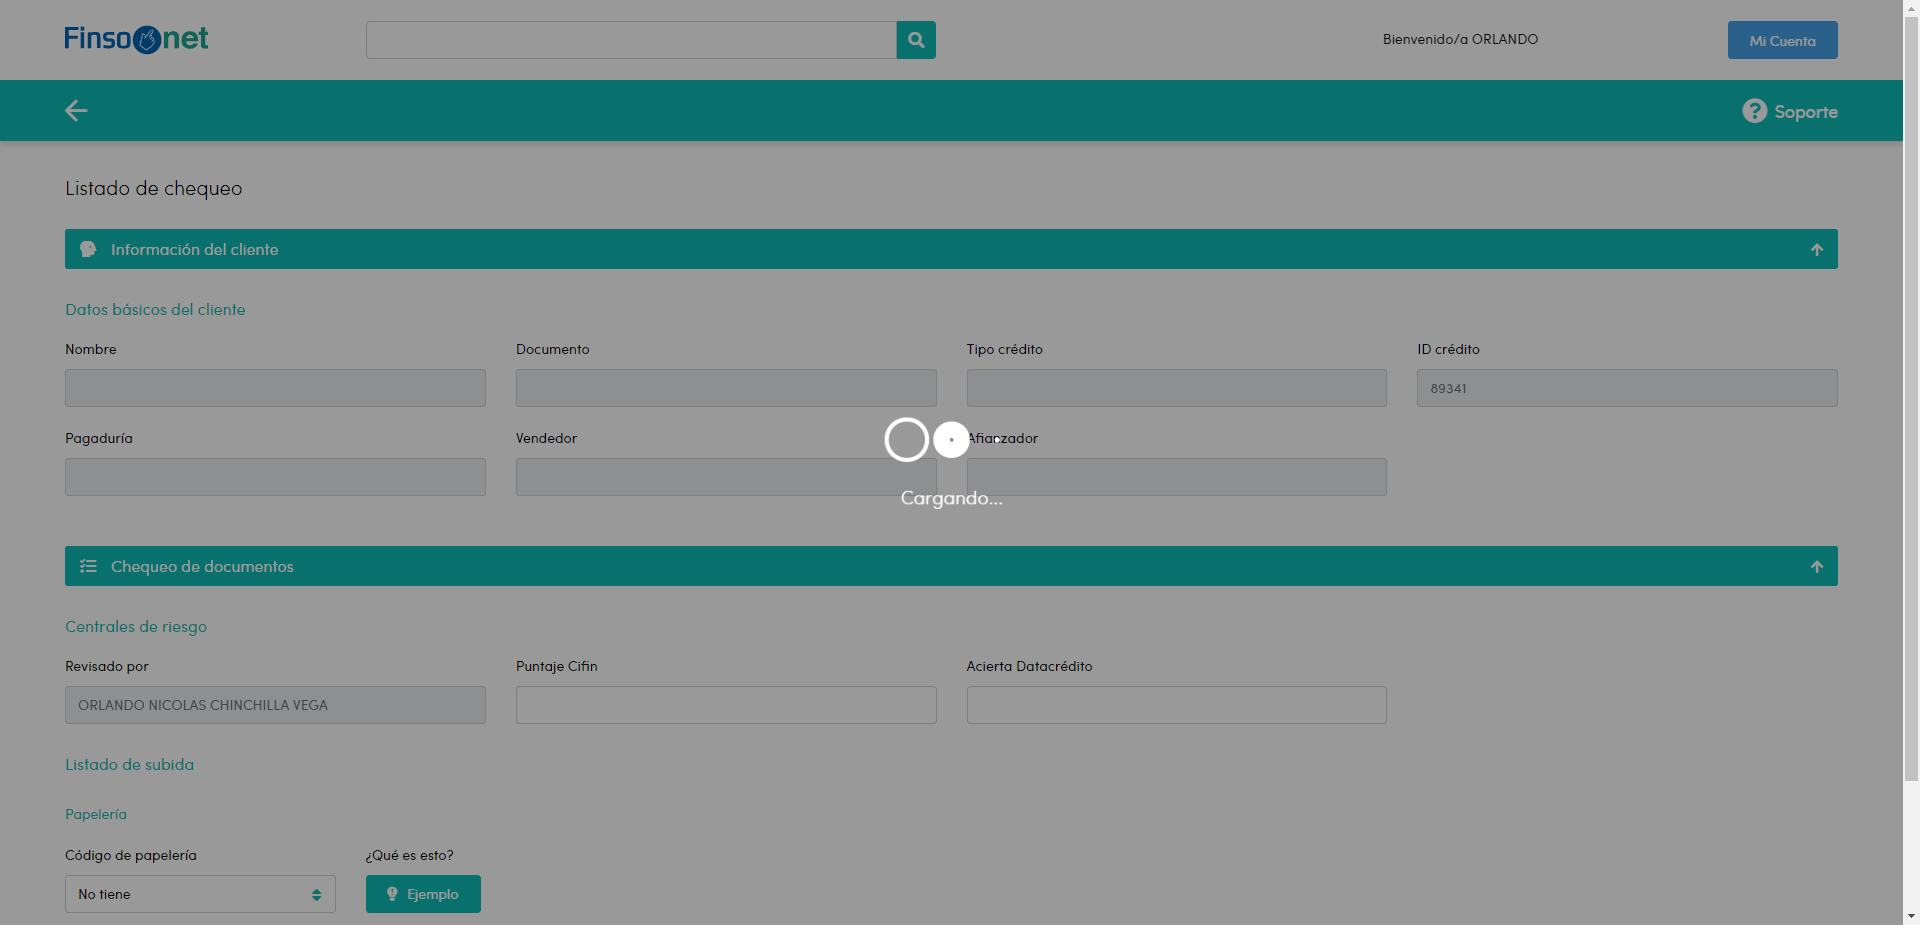 Finsonet
Bienvenido/a ORLANDO
Mi Cuenta
Soporte
Listado de chequeo
Información del cliente
Datos básicos del cliente
Nombre
Documento
Tipo crédito
ID crédito
89341
Pagaduría
Vendedor
Afianzador
Cargando...
Chequeo de documentos
Centrales de riesgo
Revisado por
Puntaje Cifin
Acierta Datacrédito
ORLANDO NICOLAS CHINCHILLA VEGA
Listado de subida
Papelería
Código de papelería
¿Qué es esto?
No tiene
Ejemplo